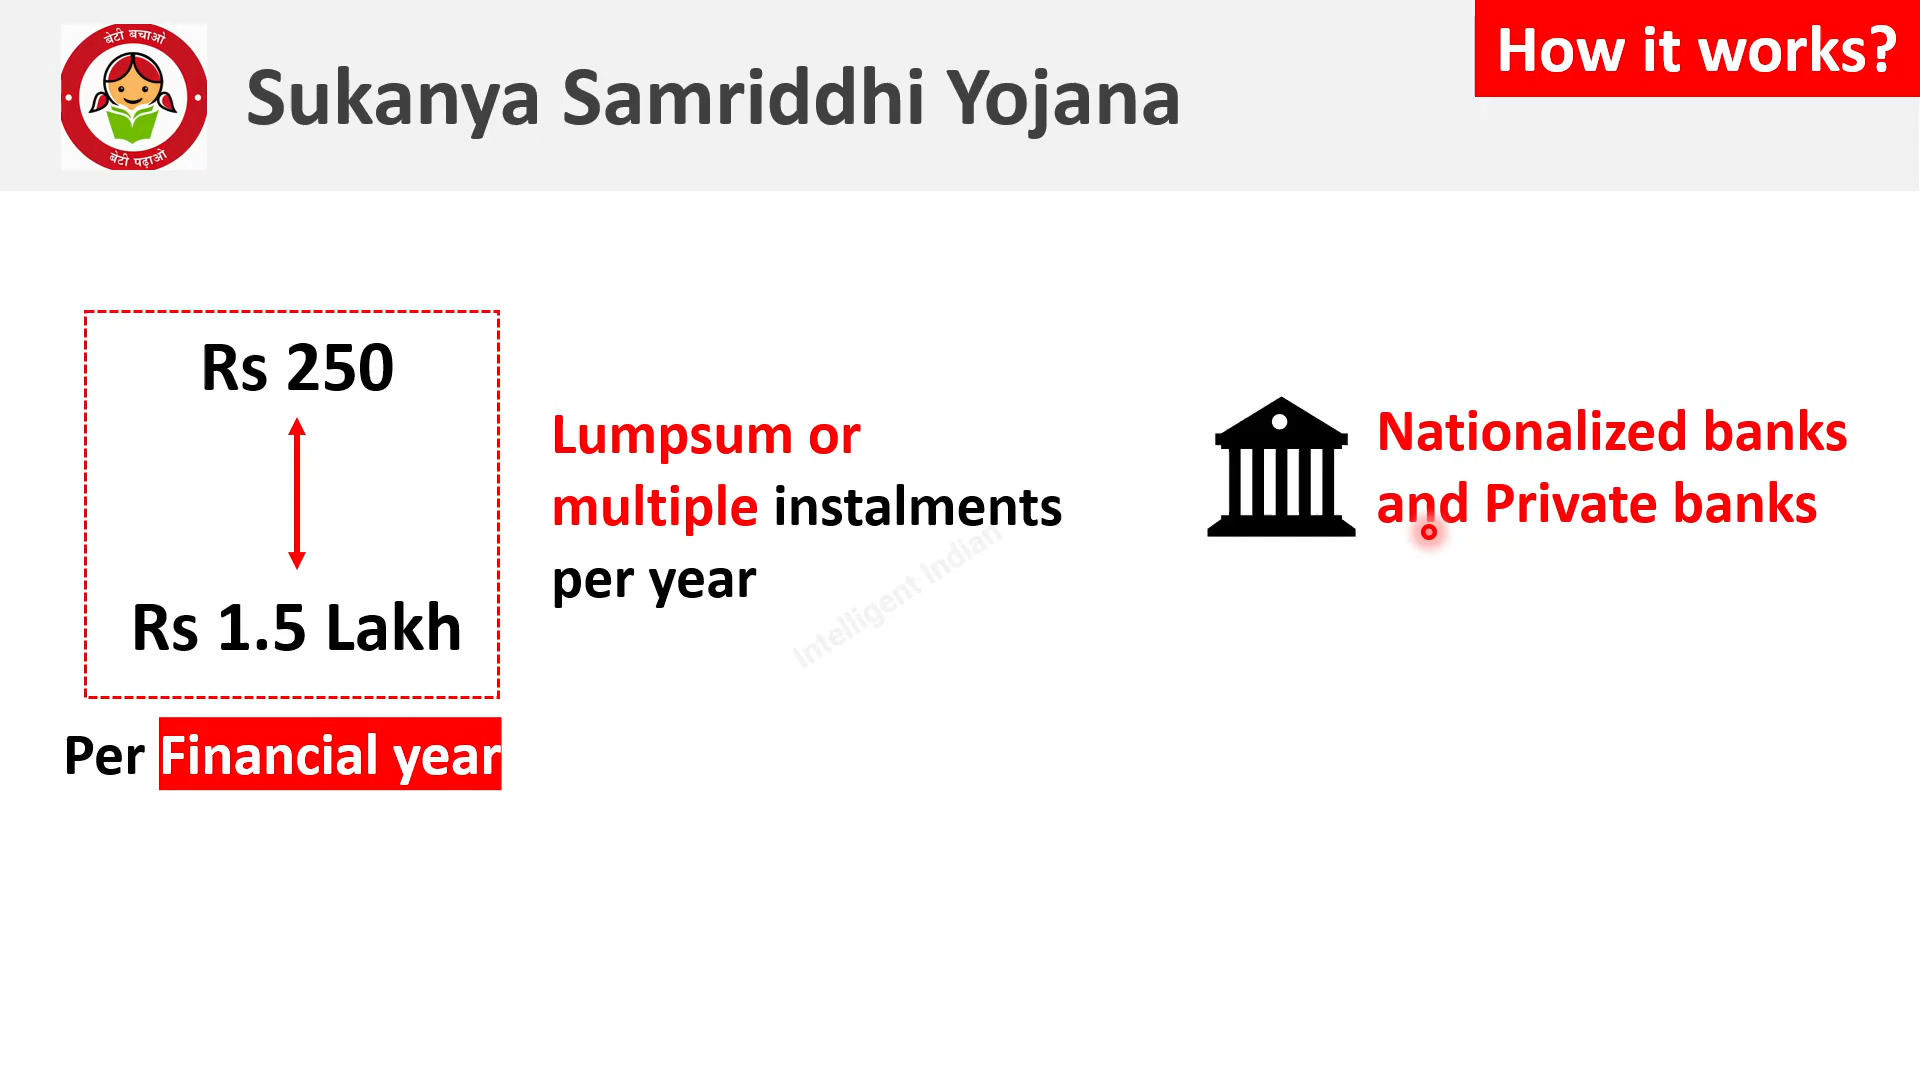 बेटी बचाओ
बेटी पढ़ाओ
Sukanya Samriddhi Yojana
How it works?
Rs 250
Rs 1.5 Lakh
Per Financial year
Lumpsum or
multiple instalments
per year
Intelligent Indian
Nationalized banks
and Private banks